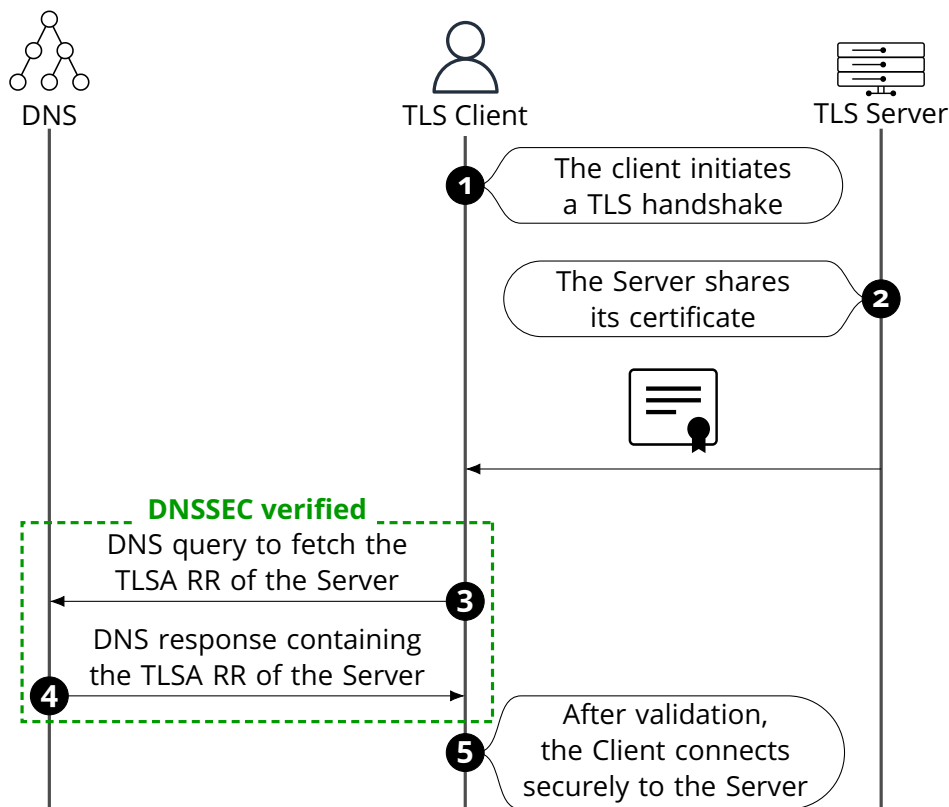 DNS
TLS Client
TLS Server
1
The client initiates
a TLS handshake
The Server shares
its certificate
2
DNSSEC verified
DNS query to fetch the
TLSA RR of the Server
3
DNS response containing
the TLSA RR of the Server
4
5
After validation,
the Client connects
securely to the Server